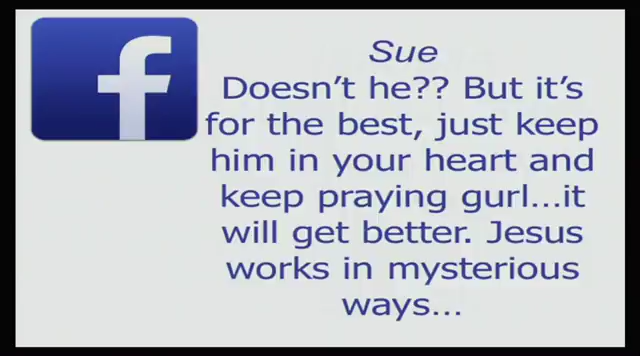 Sue
Doesn't he?? But it's
for the best, just keep
him in your heart and
keep praying gurl...it
will get better. Jesus
works in mysterious
ways...